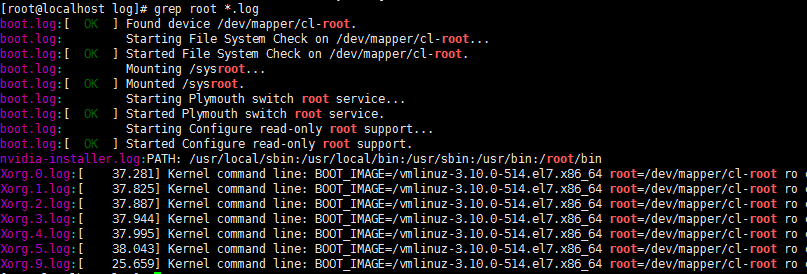 [root@localhost log]# grep root *.log
boot.log:[  OK  ] Found device /dev/mapper/cl-root.
boot.log:         Starting File System Check on /dev/mapper/cl-root...
boot.log:[  OK  ] Started File System Check on /dev/mapper/cl-root.
boot.log:         Mounting /sysroot...
boot.log:[  OK  ] Mounted /sysroot.
boot.log:         Starting Plymouth switch root service...
boot.log:[  OK  ] Started Plymouth switch root service.
boot.log:         Starting Configure read-only root support...
boot.log:[  OK  ] Started Configure read-only root support.
nvidia-installer.log:PATH: /usr/local/sbin:/usr/local/bin:/usr/sbin:/usr/bin:/root/bin
Xorg.0.log:[    37.281] Kernel command line: BOOT_IMAGE=/vmlinuz-3.10.0-514.el7.x86_64 root=/dev/mapper/cl-root ro
Xorg.1.log:[    37.825] Kernel command line: BOOT_IMAGE=/vmlinuz-3.10.0-514.el7.x86_64 root=/dev/mapper/cl-root ro
Xorg.2.log:[    37.887] Kernel command line: BOOT_IMAGE=/vmlinuz-3.10.0-514.el7.x86_64 root=/dev/mapper/cl-root ro
Xorg.3.log:[    37.944] Kernel command line: BOOT_IMAGE=/vmlinuz-3.10.0-514.el7.x86_64 root=/dev/mapper/cl-root ro
Xorg.4.log:[    37.995] Kernel command line: BOOT_IMAGE=/vmlinuz-3.10.0-514.el7.x86_64 root=/dev/mapper/cl-root ro
Xorg.5.log:[    38.043] Kernel command line: BOOT_IMAGE=/vmlinuz-3.10.0-514.el7.x86_64 root=/dev/mapper/cl-root ro
Xorg.9.log:[    25.659] Kernel command line: BOOT_IMAGE=/vmlinuz-3.10.0-514.el7.x86_64 root=/dev/mapper/cl-root ro